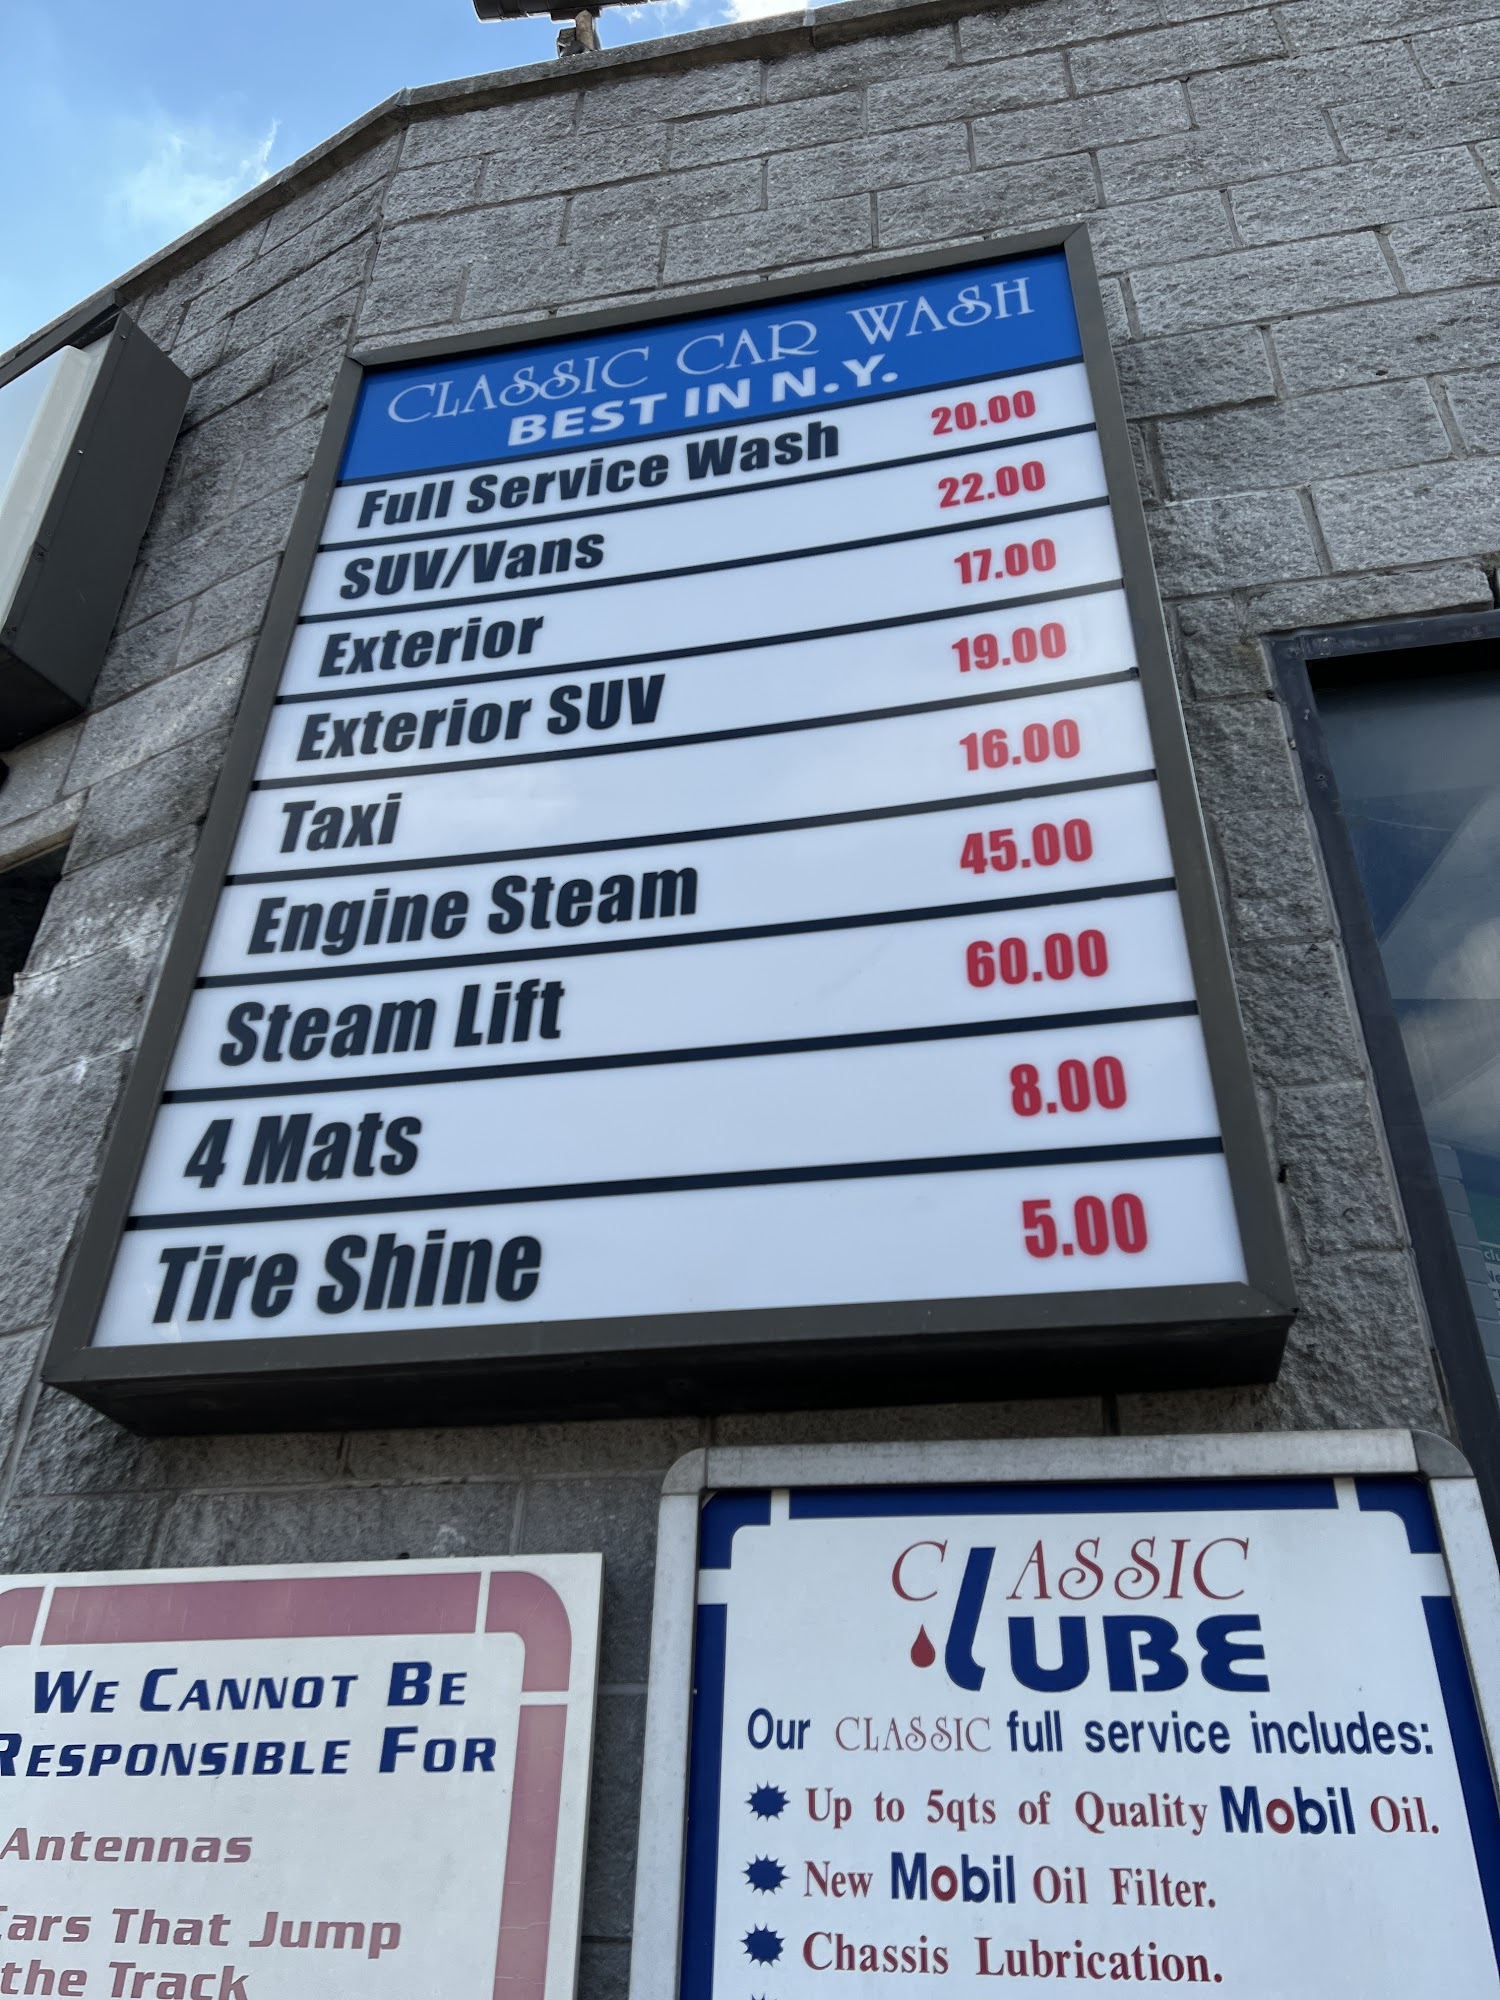 CLASSIC CAR WASH
BEST IN N.Y.
Full Service Wash 20.00
SUV/Vans 22.00
Exterior 17.00
Exterior SUV 19.00
Taxi 16.00
Engine Steam 45.00
Steam Lift 60.00
4 Mats 8.00
Tire Shine 5.00
WE CANNOT BE
RESPONSIBLE FOR
Antennas
Cars That Jump
the Track
CLASSIC
LUBE
Our CLASSIC full service includes:
Up to 5qts of Quality Mobil Oil.
New Mobil Oil Filter.
Chassis Lubrication.